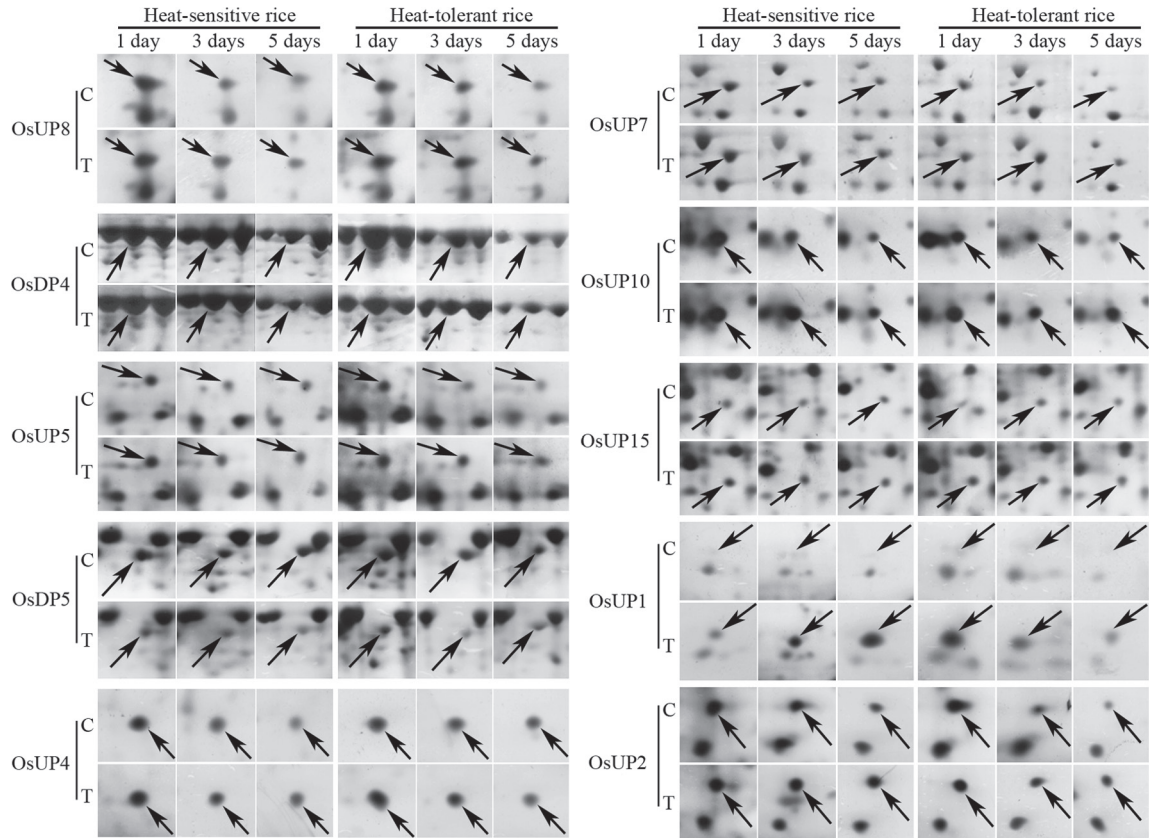 Heat-sensitive rice Heat-tolerant rice
1 day 3 days 5 days 1 day 3 days 5 days
C
OsUP8
T
C
OsDP4
T
C
OsUP5
T
C
OsDP5
T
C
OsUP4
T
Heat-sensitive rice Heat-tolerant rice
1 day 3 days 5 days 1 day 3 days 5 days
C
OsUP7
T
C
OsUP10
T
C
OsUP15
T
C
OsUP1
T
C
OsUP2
T